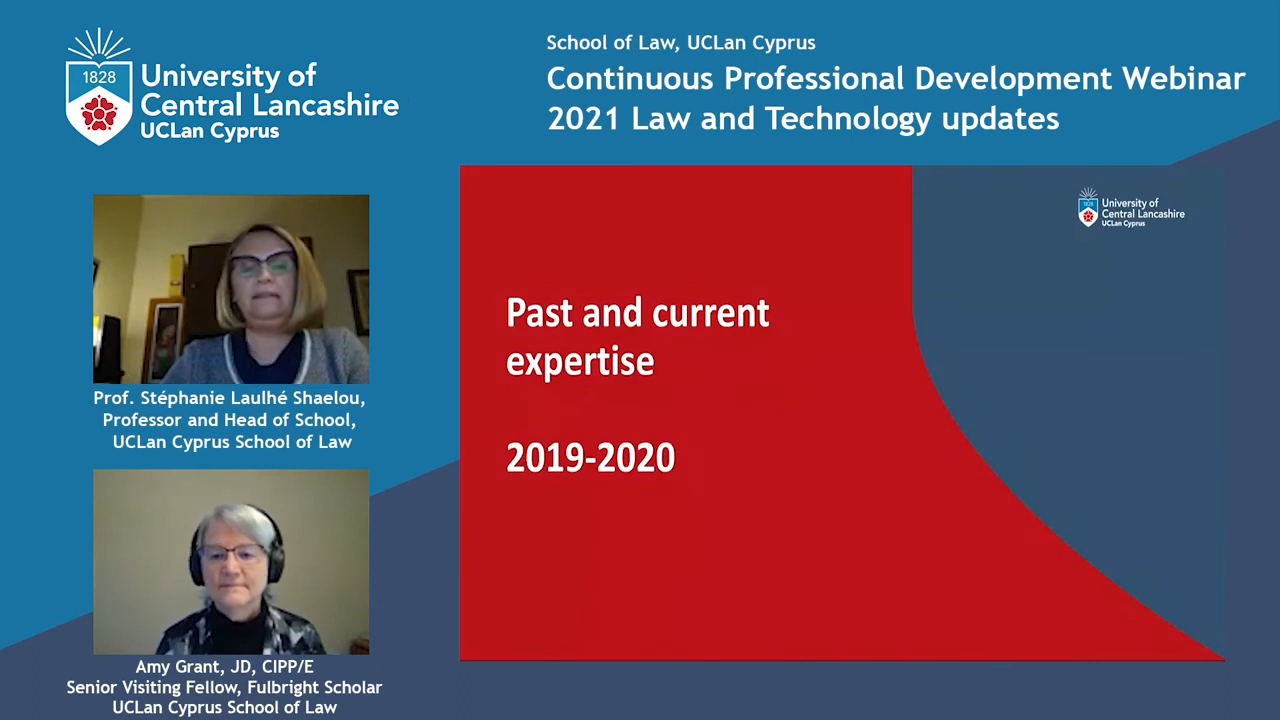 1828
University of
Central Lancashire
UCLan Cyprus
School of Law, UCLan Cyprus
Continuous Professional Development Webinar
2021 Law and Technology updates
Prof. Stéphanie Laulhé Shaelou,
Professor and Head of School,
UCLan Cyprus School of Law
Amy Grant, JD, CIPP/E
Senior Visiting Fellow, Fulbright Scholar
UCLan Cyprus School of Law
Past and current
expertise
2019-2020
1828
University of
Central Lancashire
UCLan Cyprus